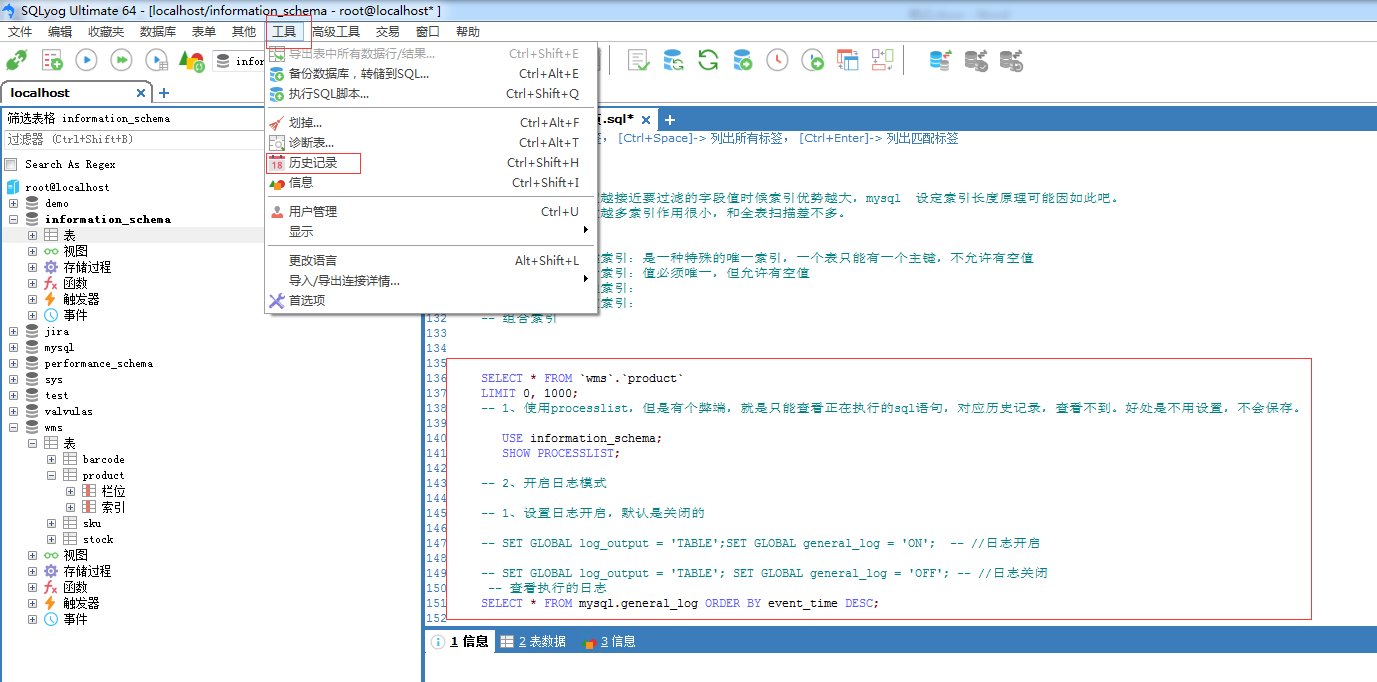 SQLyog Ultimate 64 - [localhost/information_schema - root@localhost* ]
文件 编辑 收藏夹 数据库 表单 其他 工具 高级工具 交易 窗口 帮助
infor
localhost
筛选表格 information_schema
过滤器 (Ctrl+Shift+B)
Search As Regex
root@localhost
demo
information_schema
表
视图
存储过程
函数
触发器
事件
jira
mysql
performance_schema
sys
test
valvulas
wms
表
barcode
product
栏位
索引
sku
stock
视图
存储过程
函数
触发器
事件
导出表中所有数据行/结果... Ctrl+Shift+E
备份数据库，转储到SQL... Ctrl+Alt+E
执行SQL脚本... Ctrl+Shift+Q
划掉... Ctrl+Alt+F
诊断表... Ctrl+Alt+T
18 历史记录 Ctrl+Shift+H
信息 Ctrl+Shift+I
用户管理 Ctrl+U
显示
更改语言 Alt+Shift+L
导入/导出连接详情...
首选项
.sql*
，[Ctrl+Space]-> 列出所有标签，[Ctrl+Enter]-> 列出匹配标签
越接近要过滤的字段值时候索引优势越大，mysql  设定索引长度原理可能因如此吧。
越多索引作用很小，和全表扫描差不多。
索引：是一种特殊的唯一索引，一个表只能有一个主键，不允许有空值
索引：值必须唯一，但允许有空值
索引：
索引：
132 -- 组合索引
133
134
135
136 SELECT * FROM `wms`.`product`
137 LIMIT 0, 1000;
138 -- 1、使用processlist，但是有个弊端，就是只能查看正在执行的sql语句，对应历史记录，查看不到。好处是不用设置，不会保存。
139
140 USE information_schema;
141 SHOW PROCESSLIST;
142
143 -- 2、开启日志模式
144
145 -- 1、设置日志开启，默认是关闭的
146
147 -- SET GLOBAL log_output = 'TABLE';SET GLOBAL general_log = 'ON';  -- //日志开启
148
149 -- SET GLOBAL log_output = 'TABLE'; SET GLOBAL general_log = 'OFF'; -- //日志关闭
150 -- 查看执行的日志
151 SELECT * FROM mysql.general_log ORDER BY event_time DESC;
152
1 信息 2 表数据 3 信息